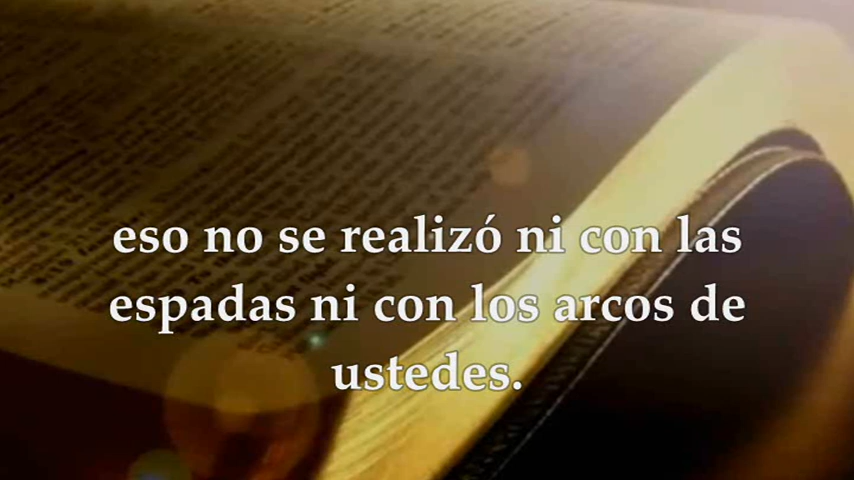 eso no se realizó ni con las
espadas ni con los arcos de
ustedes.